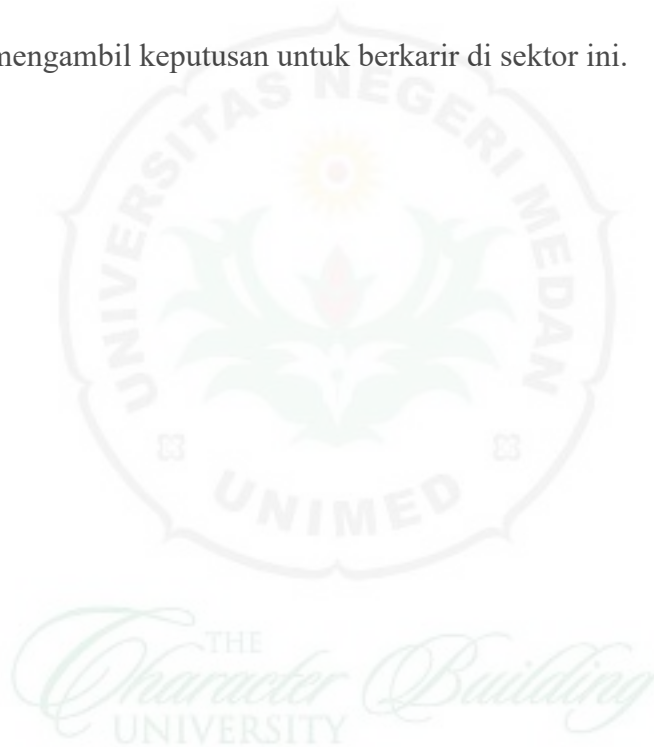 mengambil keputusan untuk berkarir di sektor ini.
UNIVERSITAS NEGERI MEDAN
UNIMED
THE
Character Building
UNIVERSITY